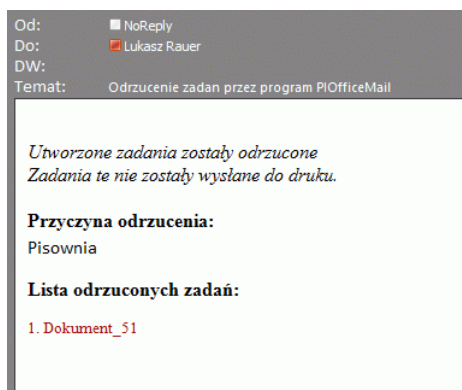 Od: NoReply
Do: Lukasz Rauer
DW:
Temat: Odrzucenie zadan przez program PIOfficeMail
Utworzone zadania zostały odrzucone
Zadania te nie zostały wysłane do druku.
Przyczyna odrzucenia:
Pisownia
Lista odrzuconych zadań:
1. Dokument_51